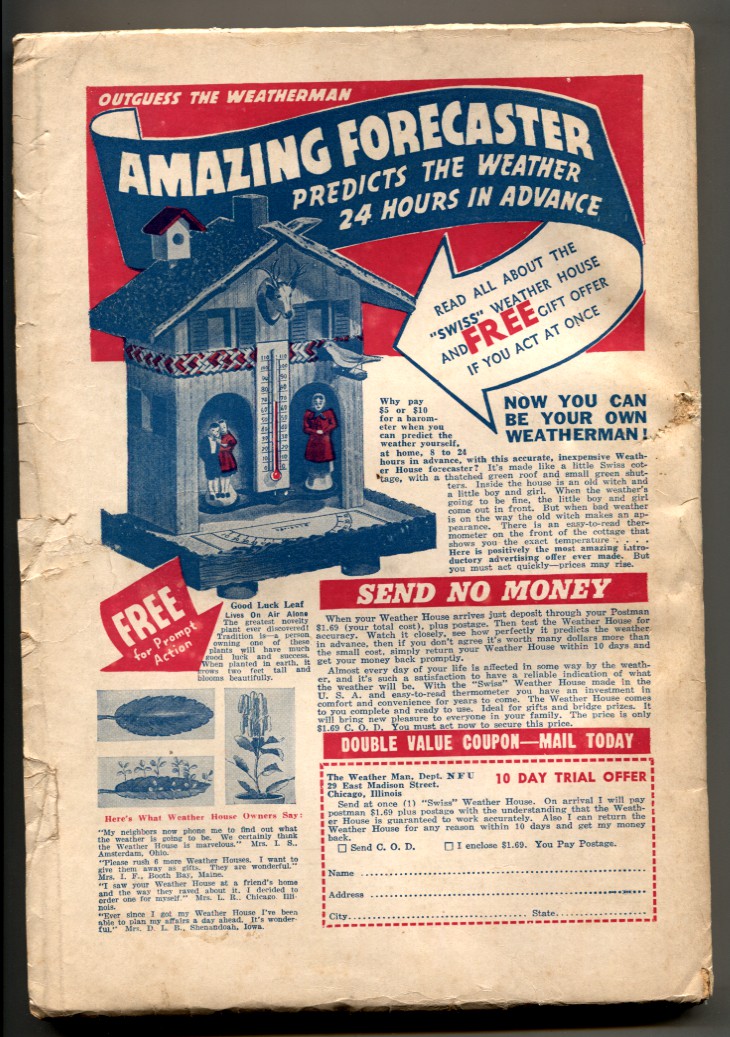 OUTGUESS THE WEATHERMAN
AMAZING FORECASTER
PREDICTS THE WEATHER
24 HOURS IN ADVANCE
READ ALL ABOUT THE
"SWISS" WEATHER HOUSE
AND FREE GIFT OFFER
IF YOU ACT AT ONCE
NOW YOU CAN
BE YOUR OWN
WEATHERMAN!
Why pay
$5 or $10
for a barom-
eter when you
can predict the
weather yourself,
at home, 8 to 24
hours in advance, with this accurate, inexpensive Weath-
er House forecaster? It's made like a little Swiss cot-
tage, with a thatched green roof and small green shut-
ters. Inside the house is an old witch and
a little boy and girl. When the weather's
going to be fine, the little boy and girl
come out in front. But when bad weather
is on the way the old witch makes an ap-
pearance. There is an easy-to-read ther-
mometer on the front of the cottage that
shows you the exact temperature . . . .
Here is positively the most amazing intro-
ductory advertising offer ever made. But
you must act quickly—prices may rise.
FREE
for Prompt
Action
Good Luck Leaf
Lives On Air Alone
The greatest novelty
plant ever discovered!
Tradition is—a person
owning one of these
plants will have much
good luck and success.
When planted in earth, it
grows two feet tall and
blooms beautifully.
SEND NO MONEY
When your Weather House arrives just deposit through your Postman
$1.69 (your total cost), plus postage. Then test the Weather House for
accuracy. Watch it closely, see how perfectly it predicts the weather
in advance, then if you don't agree it's worth many dollars more than
the small cost, simply return your Weather House within 10 days and
get your money back promptly.
Almost every day of your life is affected in some way by the weath-
er, and it's such a satisfaction to have a reliable indication of what
the weather will be. With the "Swiss" Weather House made in the
U. S. A. and easy-to-read thermometer you have an investment in
comfort and convenience for years to come. The Weather House comes
to you complete and ready to use. Ideal for gifts and bridge prizes. It
will bring new pleasure to everyone in your family. The price is only
$1.69 C. O. D. You must act now to secure this price.
DOUBLE VALUE COUPON—MAIL TODAY
The Weather Man, Dept. NFU
29 East Madison Street.
Chicago, Illinois
10 DAY TRIAL OFFER
Send at once (1) "Swiss" Weather House. On arrival I will pay
postman $1.69 plus postage with the understanding that the Weath-
er House is guaranteed to work accurately. Also I can return the
Weather House for any reason within 10 days and get my money
back.
Send C. O. D. I enclose $1.69. You Pay Postage.
Name
Address
City State
Here's What Weather House Owners Say:
"My neighbors now phone me to find out what
the weather is going to be. We certainly think
the Weather House is marvelous." Mrs. I. S.,
Amsterdam, Ohio.
"Please rush 6 more Weather Houses. I want to
give them away as gifts. They are wonderful."
Mrs. I. F., Booth Bay, Maine.
"I saw your Weather House at a friend's home
and the way they raved about it. I decided to
order one for myself." Mrs. L. R., Chicago, Illi-
nois.
"Ever since I got my Weather House I've been
able to plan my affairs a day ahead. It's wonder-
ful." Mrs. D. L. B., Shenandoah, Iowa.